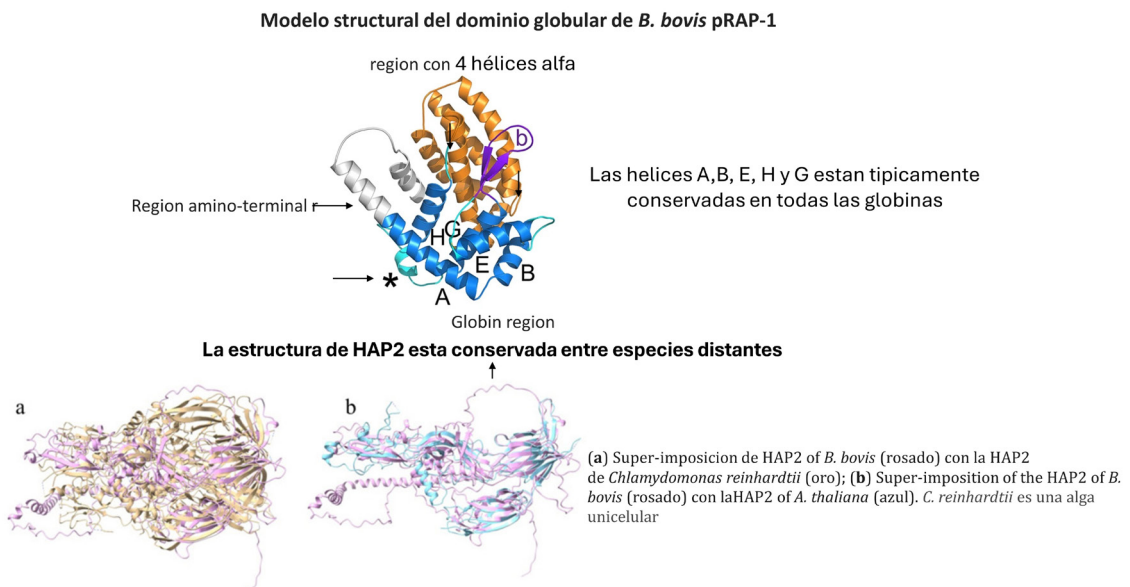 Modelo structural del dominio globular de B. bovis pRAP-1
region con 4 hélices alfa
b
Las helices A,B, E, H y G estan tipicamente
conservadas en todas las globinas
Region amino-terminal r
H
G
E
B
*
A
Globin region
La estructura de HAP2 esta conservada entre especies distantes
a
b
(a) Super-imposicion de HAP2 of B. bovis (rosado) con la HAP2
de Chlamydomonas reinhardtii (oro); (b) Super-imposition of the HAP2 of B.
bovis (rosado) con laHAP2 of A. thaliana (azul). C. reinhardtii es una alga
unicelular